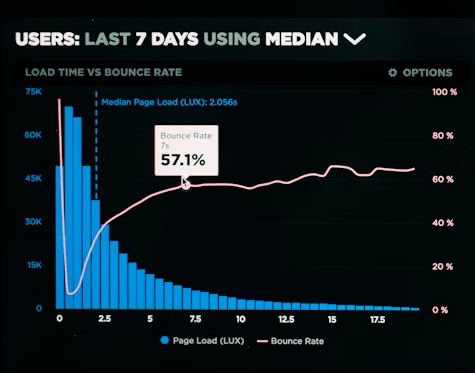 USERS: LAST 7 DAYS USING MEDIAN
LOAD TIME VS BOUNCE RATE OPTIONS
75K 100 %
Median Page Load (LUX): 2.056s
60K 80 %
Bounce Rate
7s
57.1%
45K 60 %
30K 40 %
15K 20 %
0 0 %
0 2.5 5 7.5 10 12.5 15 17.5
Page Load (LUX) Bounce Rate